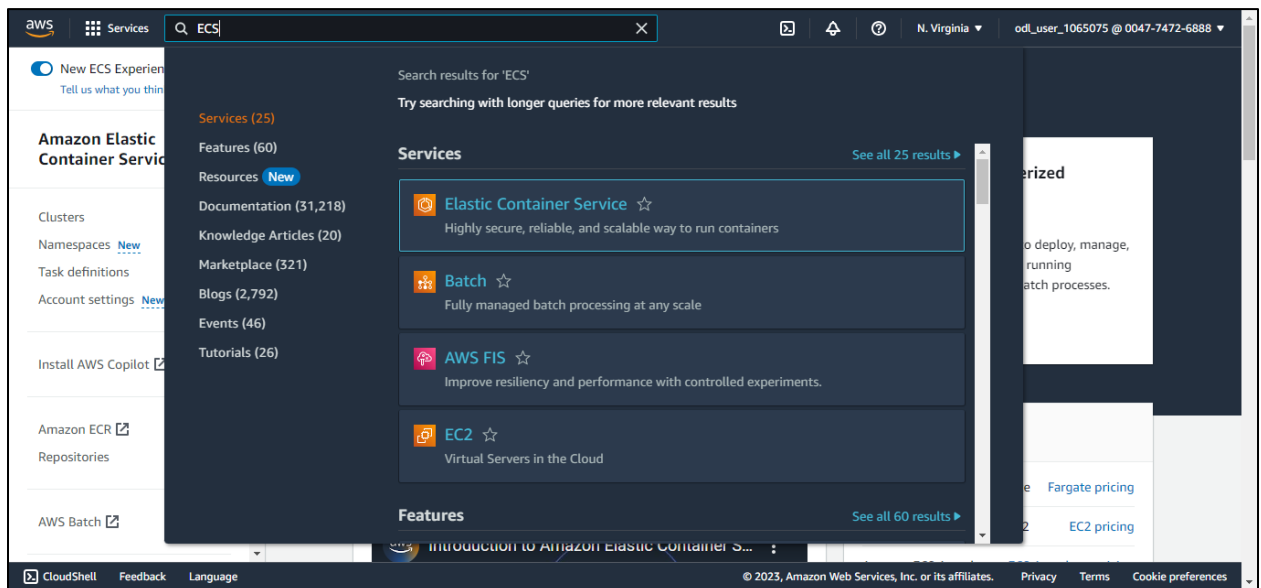 aws
Services
ECS
N. Virginia
odl_user_1065075 @ 0047-7472-6888
New ECS Experien
Tell us what you thin
Amazon Elastic
Container Servic
Clusters
Namespaces New
Task definitions
Account settings New
Install AWS Copilot
Amazon ECR
Repositories
AWS Batch
Search results for 'ECS'
Try searching with longer queries for more relevant results
Services (25)
Features (60)
Resources New
Documentation (31,218)
Knowledge Articles (20)
Marketplace (321)
Blogs (2,792)
Events (46)
Tutorials (26)
Services
See all 25 results
Elastic Container Service
Highly secure, reliable, and scalable way to run containers
Batch
Fully managed batch processing at any scale
AWS FIS
Improve resiliency and performance with controlled experiments.
EC2
Virtual Servers in the Cloud
Features
See all 60 results
Introduction to Amazon Elastic Container S...
erized
o deploy, manage,
running
atch processes.
e Fargate pricing
2 EC2 pricing
CloudShell
Feedback
Language
© 2023, Amazon Web Services, Inc. or its affiliates.
Privacy
Terms
Cookie preferences